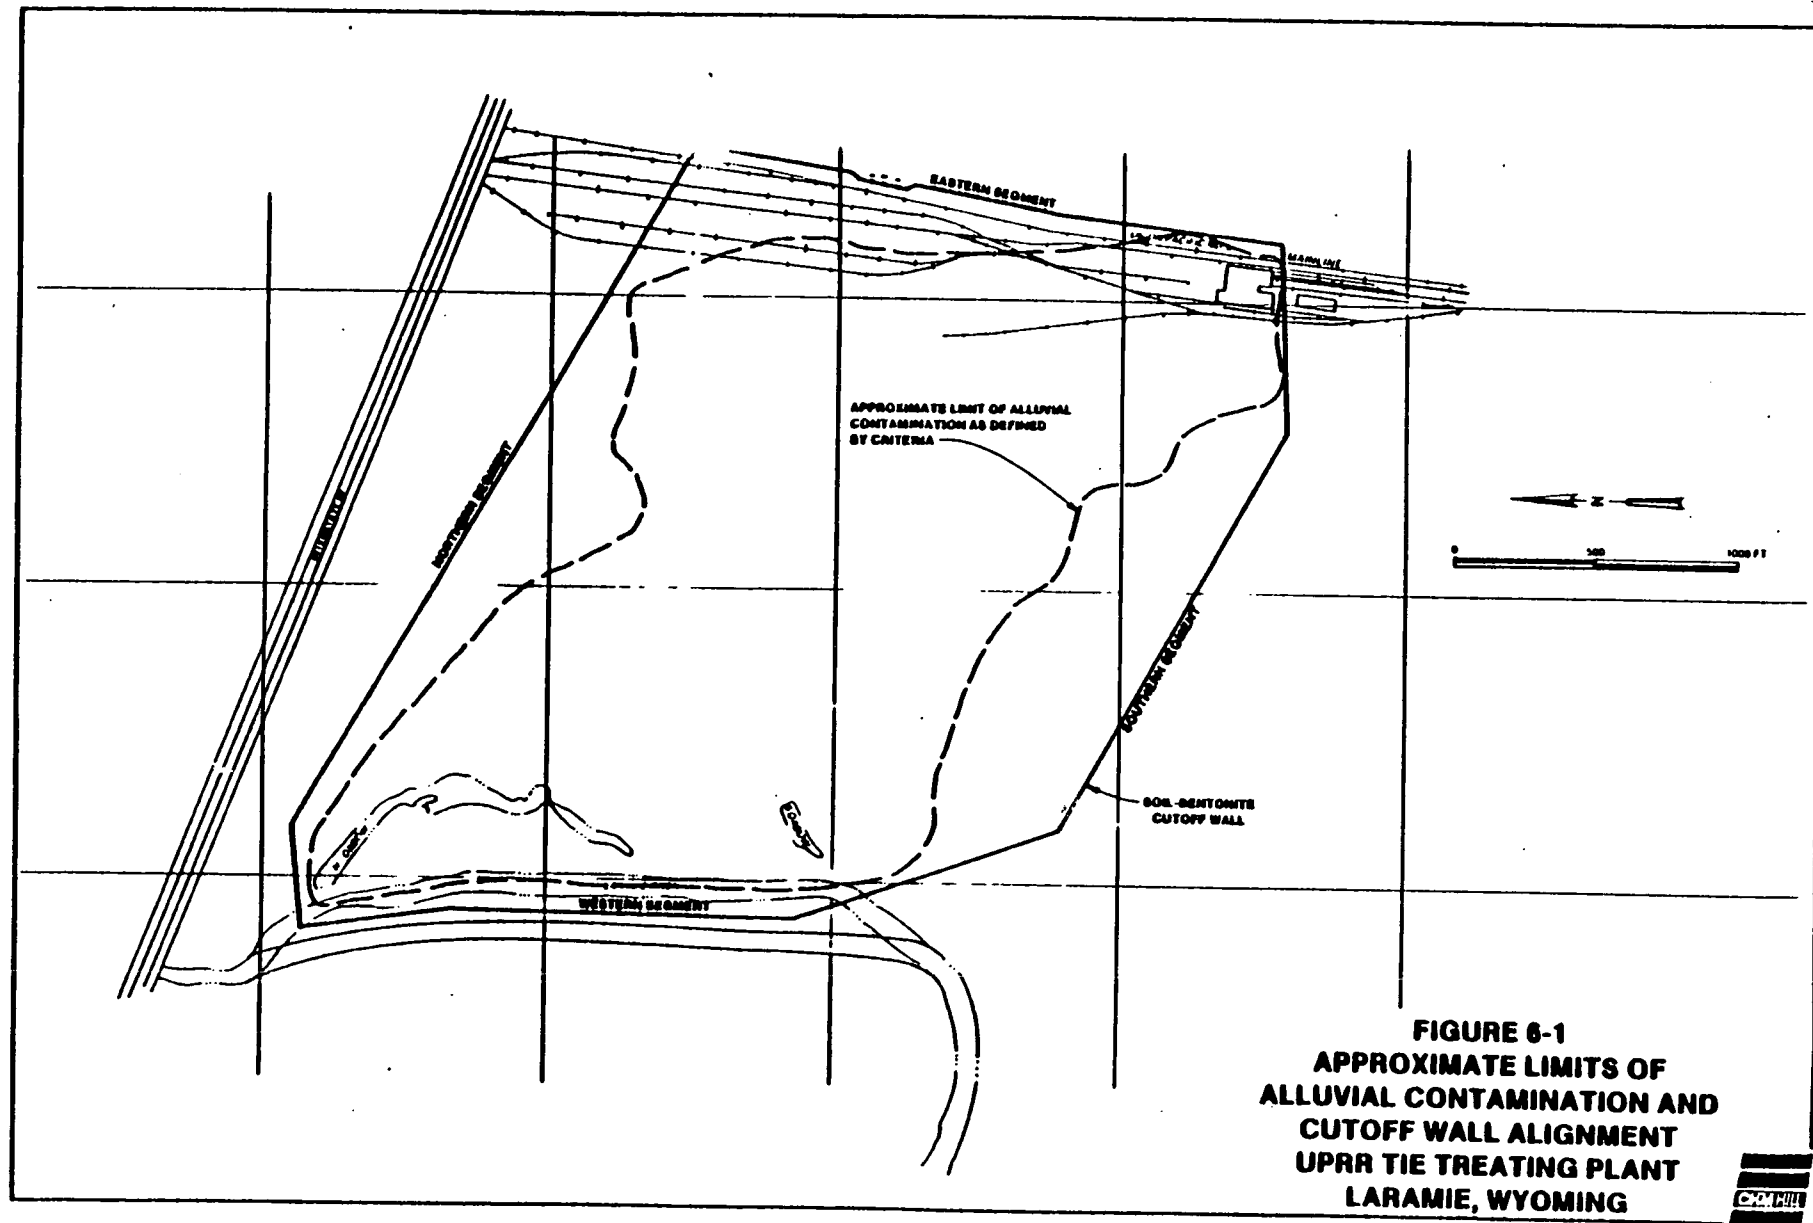 EASTERN SEGMENT
MAINLINE
APPROXIMATE LIMIT OF ALLUVIAL
CONTAMINATION AS DEFINED
BY CRITERIA
NORTHERN SEGMENT
N
0 500 1000 FT
SOUTHERN SEGMENT
SOIL-BENTONITE
CUTOFF WALL
WESTERN SEGMENT
FIGURE 6-1
APPROXIMATE LIMITS OF
ALLUVIAL CONTAMINATION AND
CUTOFF WALL ALIGNMENT
UPRR TIE TREATING PLANT
LARAMIE, WYOMING
CH2M HILL